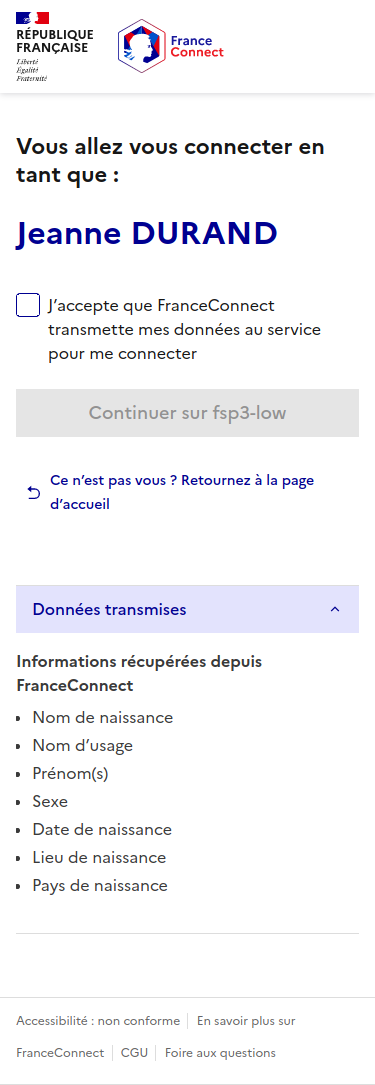 RÉPUBLIQUE
FRANÇAISE
Liberté
Égalité
Fraternité
France
Connect
Vous allez vous connecter en
tant que :
Jeanne DURAND
J’accepte que FranceConnect
transmette mes données au service
pour me connecter
Continuer sur fsp3-low
Ce n’est pas vous ? Retournez à la page
d’accueil
Données transmises
Informations récupérées depuis
FranceConnect
Nom de naissance
Nom d’usage
Prénom(s)
Sexe
Date de naissance
Lieu de naissance
Pays de naissance
Accessibilité : non conforme En savoir plus sur
FranceConnect CGU Foire aux questions